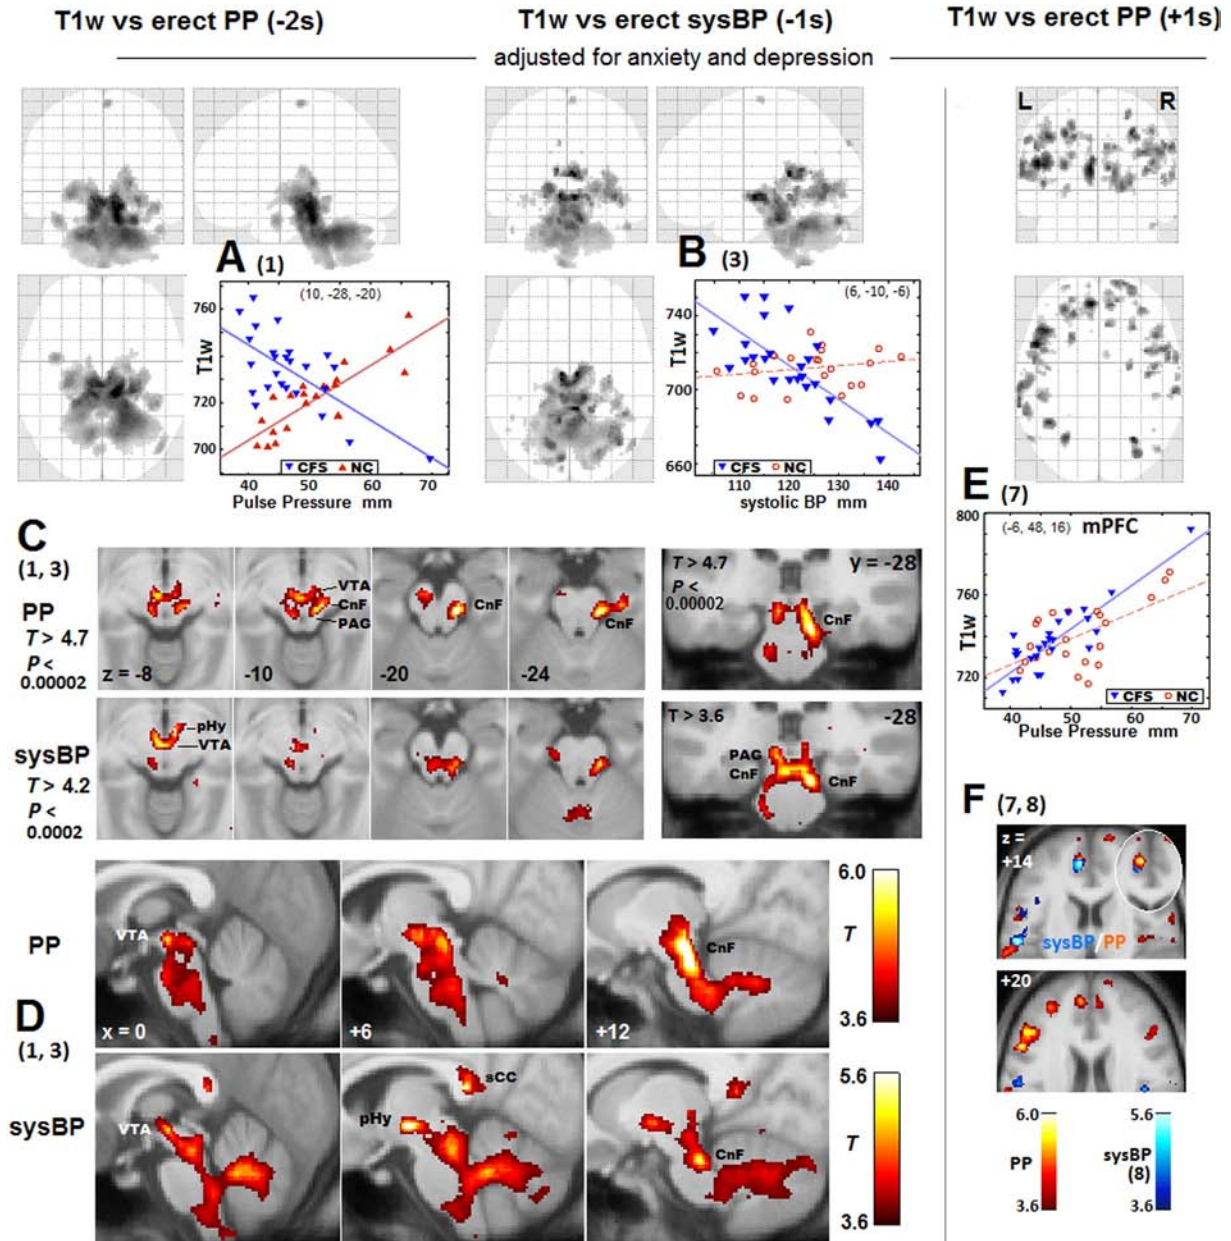 T1w vs erect PP (-2s)
T1w vs erect sysBP (-1s)
T1w vs erect PP (+1s)
adjusted for anxiety and depression
L
R
A (1)
(10, -28, -20)
760
740
720
700
T1w
CFS
NC
40
50
60
70
Pulse Pressure mm
B (3)
(6, -10, -6)
740
700
660
T1w
CFS
NC
110
120
130
140
systolic BP mm
E (7)
800
760
720
T1w
(-6, 48, 16) mPFC
CFS
NC
40
50
60
70
Pulse Pressure mm
C
(1, 3)
PP
T > 4.7
P <
0.00002
z = -8
-10
VTA
CnF
PAG
-20
CnF
-24
CnF
T > 4.7
P <
0.00002
y = -28
CnF
sysBP
T > 4.2
P <
0.0002
pHy
VTA
CnF
CnF
T > 3.6
-28
PAG
CnF
CnF
D
(1, 3)
PP
VTA
x = 0
+6
CnF
+12
6.0
T
3.6
sysBP
VTA
sCC
pHy
CnF
5.6
T
3.6
F (7, 8)
z =
+14
sysBP/PP
+20
6.0
PP
3.6
5.6
sysBP
(8)
3.6